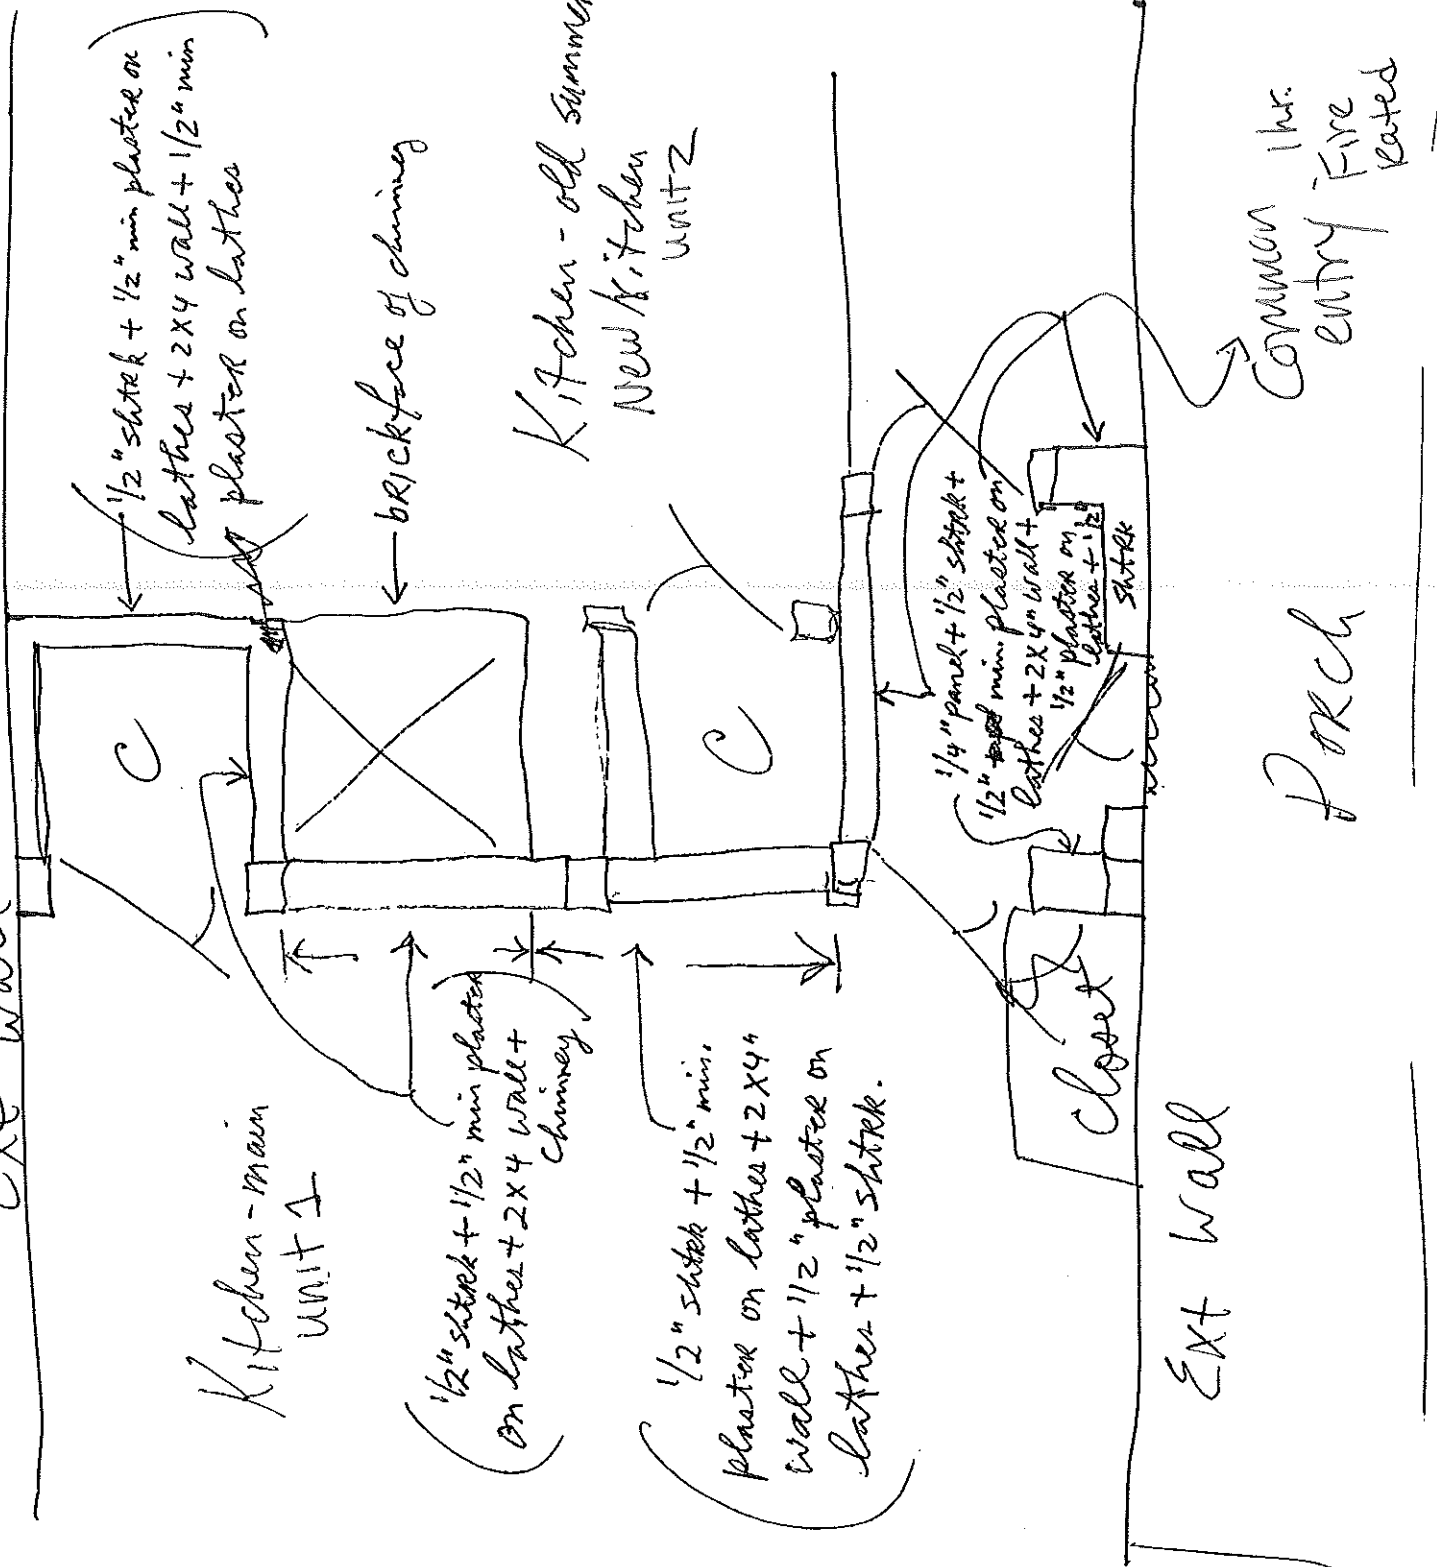 Ext Wall
1/2" shtrk + 1/2" min plaster on
lathes + 2x4 wall + 1/2" min
plaster on lathes
C
brickface of chimney
Kitchen - main
Unit 1
Kitchen - old summer
New Kitchen
Unit 2
1/2" shtrk + 1/2" min plaster
on lathes + 2x4 wall +
chimney
C
1/2" shtrk + 1/2" min.
plaster on lathes + 2x4"
wall + 1/2" plaster on
lathes + 1/2" shtrk.
1/4" panel + 1/2" shtrk +
1/2" min. plaster on
lathes + 2x4" wall +
1/2" plaster on
lathes + 1/2"
shtrk
Closet
Ext Wall
Porch
Common 1 hr.
entry Fire
Rated